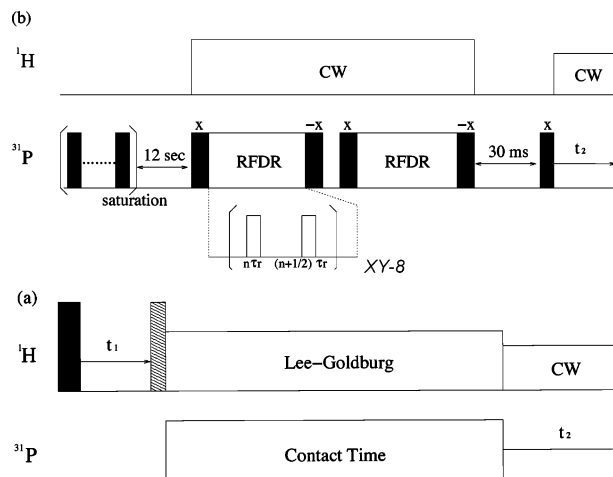 (b)
¹H
CW
CW
³¹P
12 sec
x
RFDR
−x
x
RFDR
−x
30 ms
x
t₂
saturation
nτr
(n+1/2) τr
XY-8
(a)
¹H
t₁
Lee−Goldburg
CW
³¹P
Contact Time
t₂